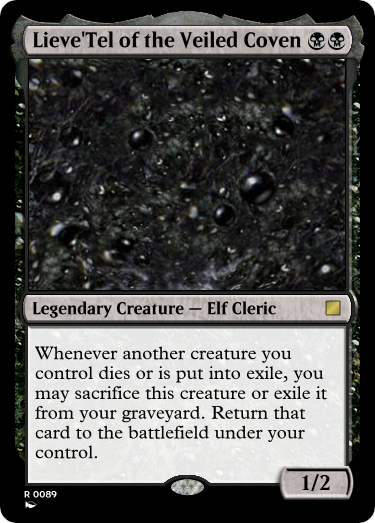 Lieve'Tel of the Veiled Coven
Legendary Creature — Elf Cleric
Whenever another creature you
control dies or is put into exile, you
may sacrifice this creature or exile it
from your graveyard. Return that
card to the battlefield under your
control.
1/2
R 0089